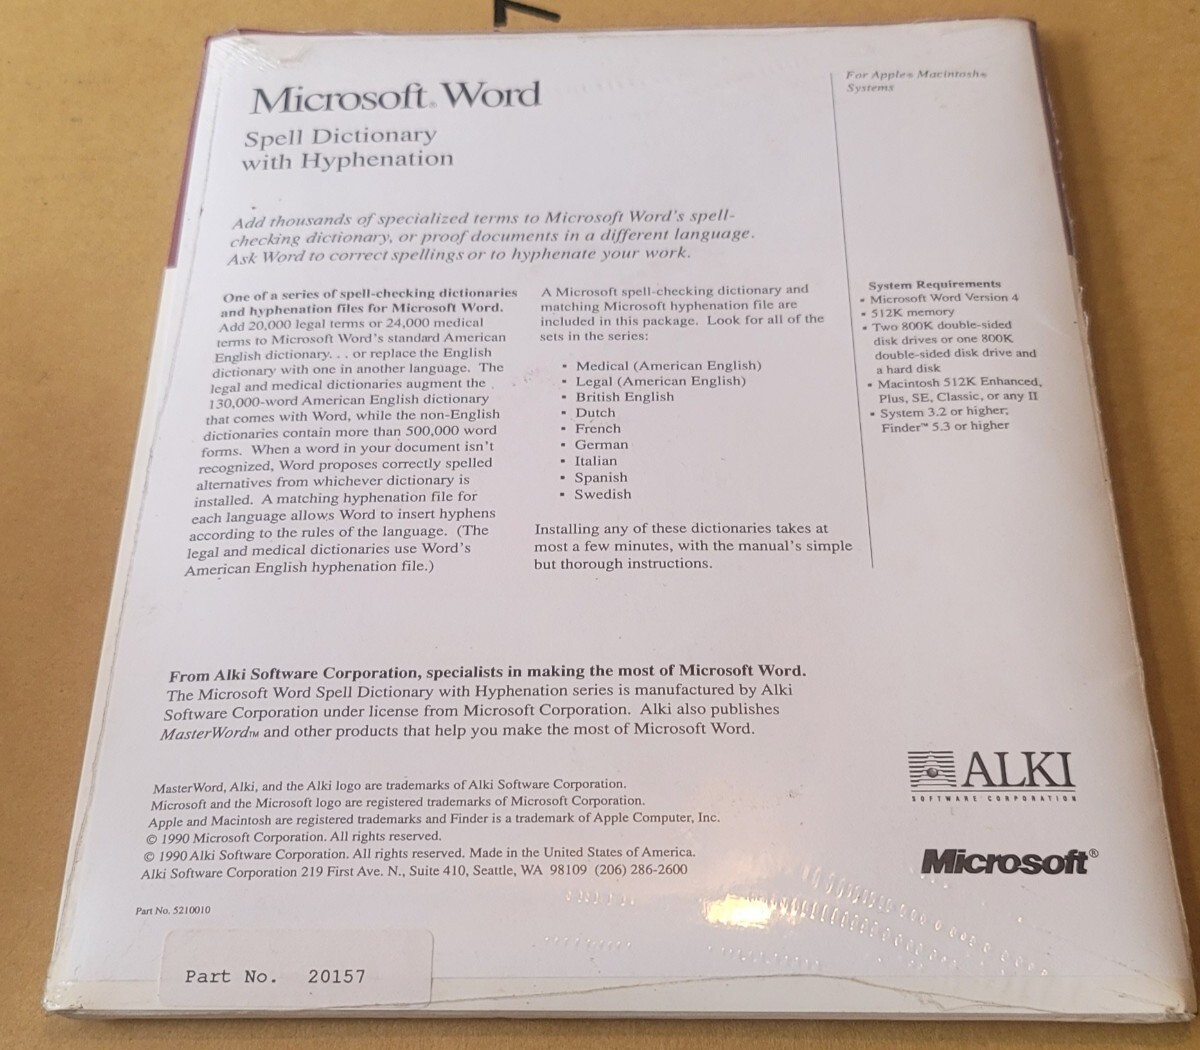 7
Microsoft® Word
Spell Dictionary
with Hyphenation
For Apple® Macintosh®
Systems
Add thousands of specialized terms to Microsoft Word's spell-
checking dictionary, or proof documents in a different language.
Ask Word to correct spellings or to hyphenate your work.
One of a series of spell-checking dictionaries
and hyphenation files for Microsoft Word.
Add 20,000 legal terms or 24,000 medical
terms to Microsoft Word's standard American
English dictionary. . . or replace the English
dictionary with one in another language. The
legal and medical dictionaries augment the
130,000-word American English dictionary
that comes with Word, while the non-English
dictionaries contain more than 500,000 word
forms. When a word in your document isn't
recognized, Word proposes correctly spelled
alternatives from whichever dictionary is
installed. A matching hyphenation file for
each language allows Word to insert hyphens
according to the rules of the language. (The
legal and medical dictionaries use Word's
American English hyphenation file.)
A Microsoft spell-checking dictionary and
matching Microsoft hyphenation file are
included in this package. Look for all of the
sets in the series:
▪ Medical (American English)
▪ Legal (American English)
▪ British English
▪ Dutch
▪ French
▪ German
▪ Italian
▪ Spanish
▪ Swedish
Installing any of these dictionaries takes at
most a few minutes, with the manual's simple
but thorough instructions.
System Requirements
▪ Microsoft Word Version 4
▪ 512K memory
▪ Two 800K double-sided
disk drives or one 800K
double-sided disk drive and
a hard disk
▪ Macintosh 512K Enhanced,
Plus, SE, Classic, or any II
▪ System 3.2 or higher;
Finder™ 5.3 or higher
From Alki Software Corporation, specialists in making the most of Microsoft Word.
The Microsoft Word Spell Dictionary with Hyphenation series is manufactured by Alki
Software Corporation under license from Microsoft Corporation. Alki also publishes
MasterWord™ and other products that help you make the most of Microsoft Word.
MasterWord, Alki, and the Alki logo are trademarks of Alki Software Corporation.
Microsoft and the Microsoft logo are registered trademarks of Microsoft Corporation.
Apple and Macintosh are registered trademarks and Finder is a trademark of Apple Computer, Inc.
© 1990 Microsoft Corporation. All rights reserved.
© 1990 Alki Software Corporation. All rights reserved. Made in the United States of America.
Alki Software Corporation 219 First Ave. N., Suite 410, Seattle, WA 98109 (206) 286-2600
ALKI
SOFTWARE CORPORATION
Microsoft®
Part No. 5210010
Part No. 20157